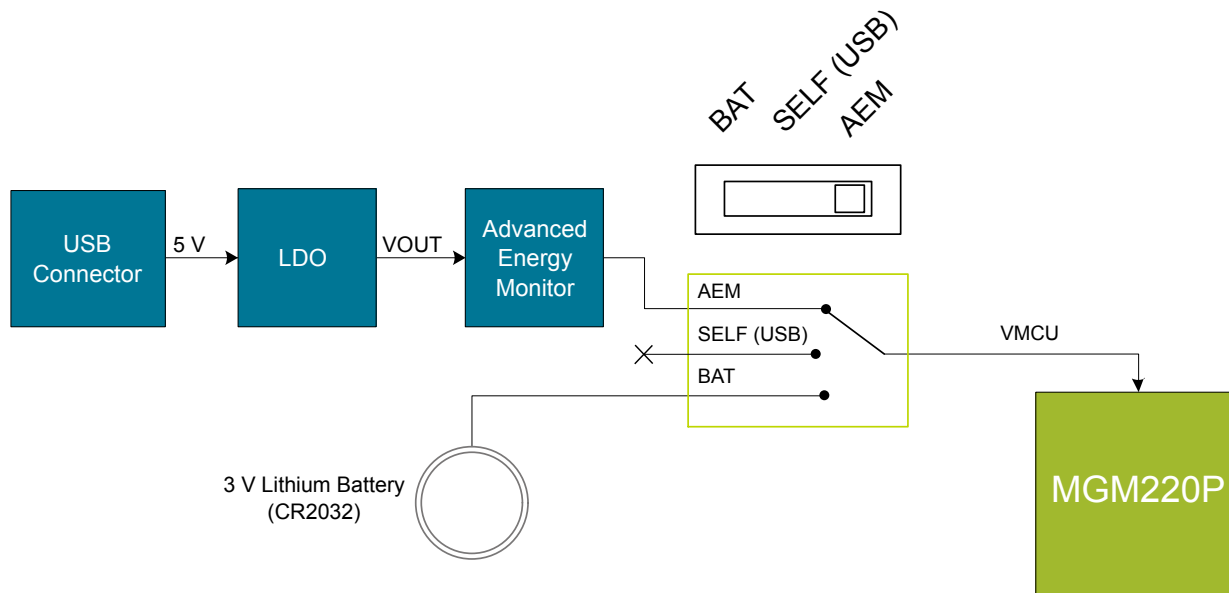 BAT
SELF (USB)
AEM
USB
Connector
5 V
LDO
VOUT
Advanced
Energy
Monitor
AEM
SELF (USB)
BAT
VMCU
3 V Lithium Battery
(CR2032)
MGM220P